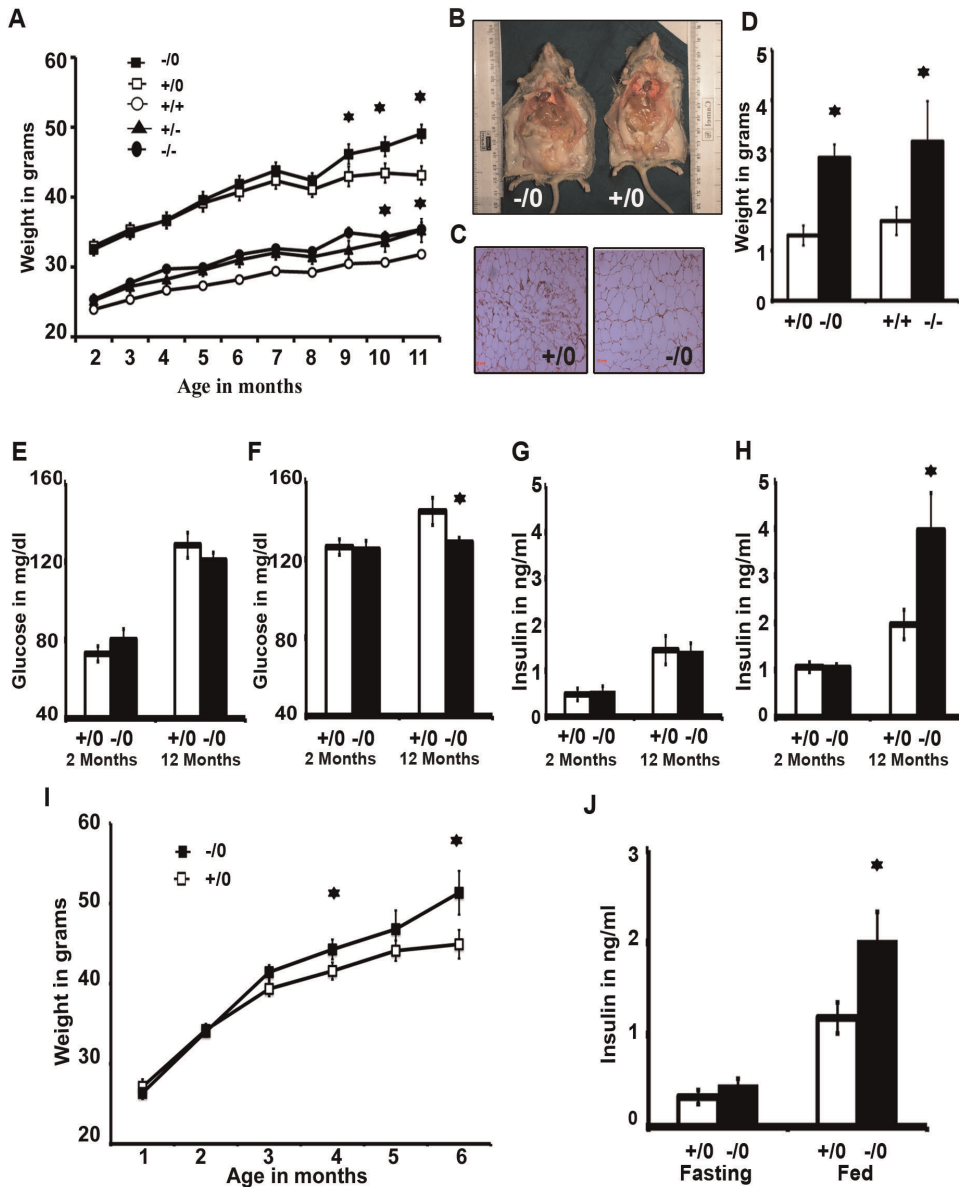 A
Weight in grams
60
50
40
30
20
-/0
+/0
+/+
+/-
-/-
2 3 4 5 6 7 8 9 10 11
Age in months
B
-/0 +/0
C
+/0
-/0
D
Weight in grams
5
4
3
2
1
0
+/0 -/0 +/+ -/-
E
Glucose in mg/dl
160
120
80
40
+/0 -/0 +/0 -/0
2 Months 12 Months
F
Glucose in mg/dl
160
120
80
40
+/0 -/0 +/0 -/0
2 Months 12 Months
G
Insulin in ng/ml
5
4
3
2
1
0
+/0 -/0 +/0 -/0
2 Months 12 Months
H
Insulin in ng/ml
5
4
3
2
1
0
+/0 -/0 +/0 -/0
2 Months 12 Months
I
Weight in grams
60
50
40
30
20
-/0
+/0
1 2 3 4 5 6
Age in months
J
Insulin in ng/ml
3
2
1
0
+/0 -/0 +/0 -/0
Fasting Fed